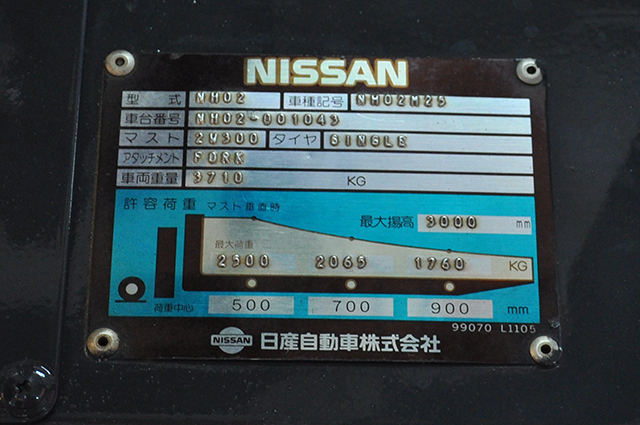 NISSAN
型式 NH02 車種記号 NH02M25
車台番号 NH02-001043
マスト 2W300 タイヤ SINGLE
アタッチメント FORK
車両重量 3710 KG
許容荷重 マスト垂直時
最大揚高 3000 mm
最大荷重
2500 2065 1760 KG
荷重中心 500 700 900 mm
99070 L1105
NISSAN 日産自動車株式会社